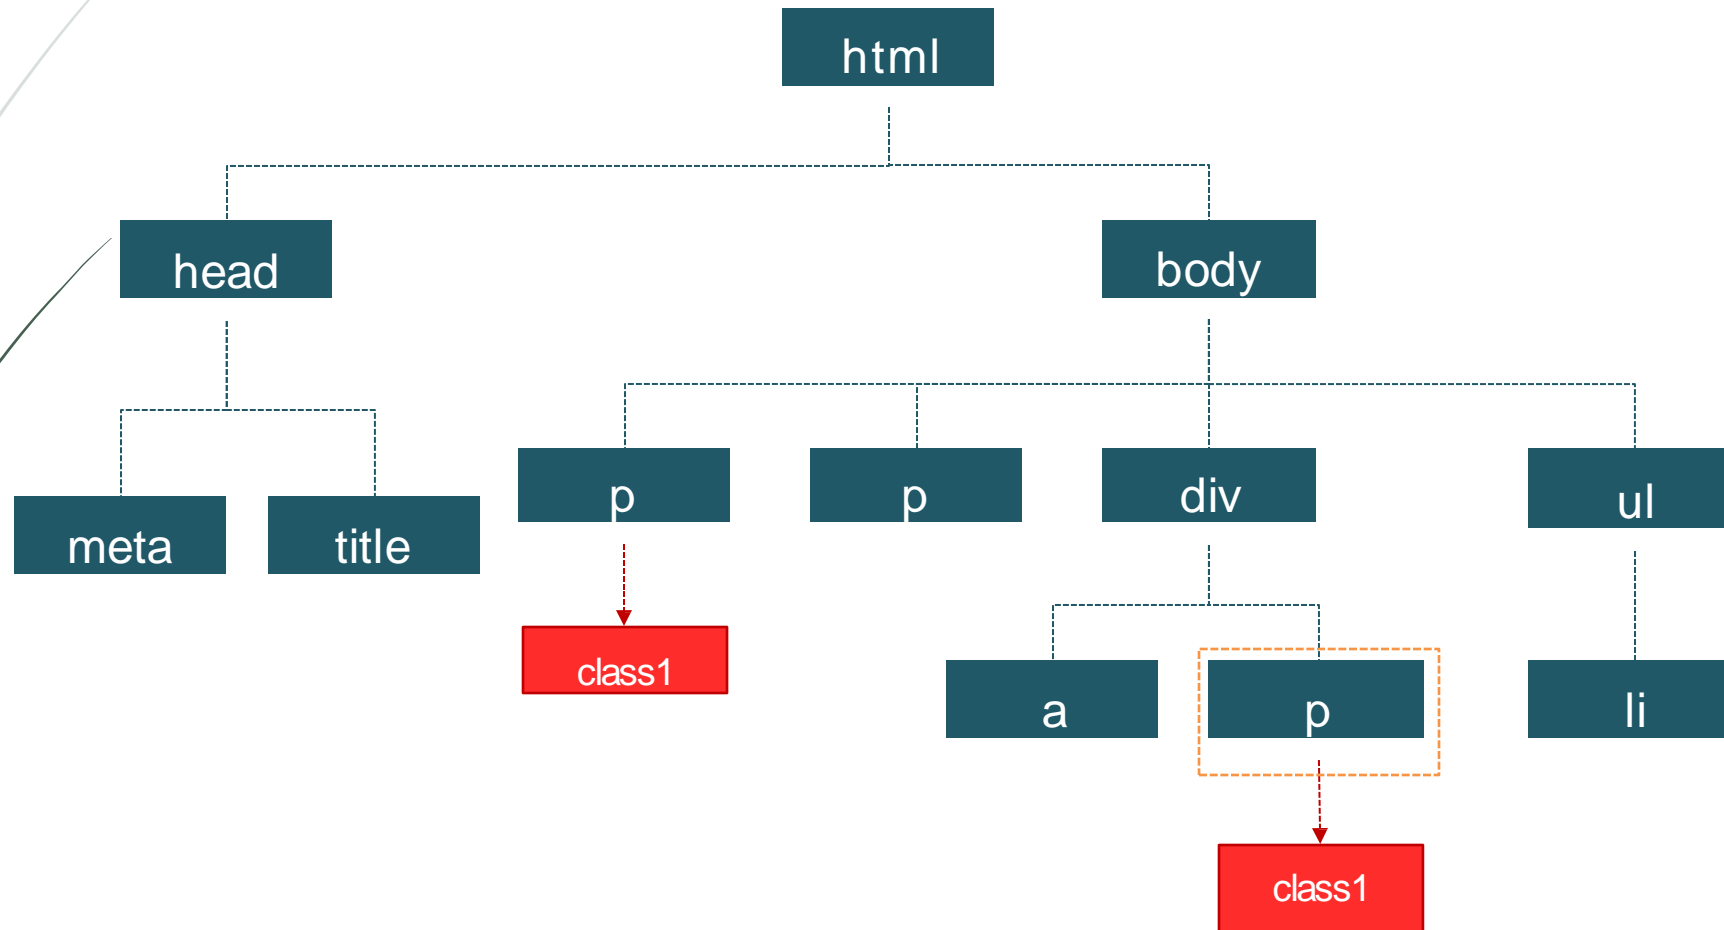 html
head
body
meta
title
p
p
div
ul
class1
a
p
li
class1